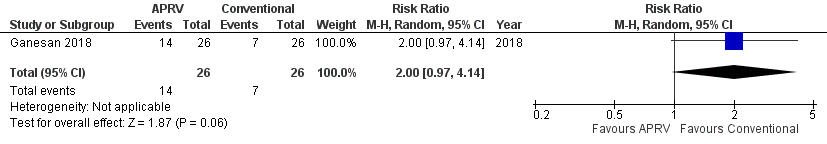 APRV Conventional Risk Ratio Risk Ratio
Study or Subgroup Events Total Events Total Weight M-H, Random, 95% CI Year M-H, Random, 95% CI
Ganesan 2018 14 26 7 26 100.0% 2.00 [0.97, 4.14] 2018
Total (95% CI) 26 26 100.0% 2.00 [0.97, 4.14]
Total events 14 7
Heterogeneity: Not applicable
Test for overall effect: Z = 1.87 (P = 0.06)
0.2 0.5 1 2 5
Favours APRV Favours Conventional